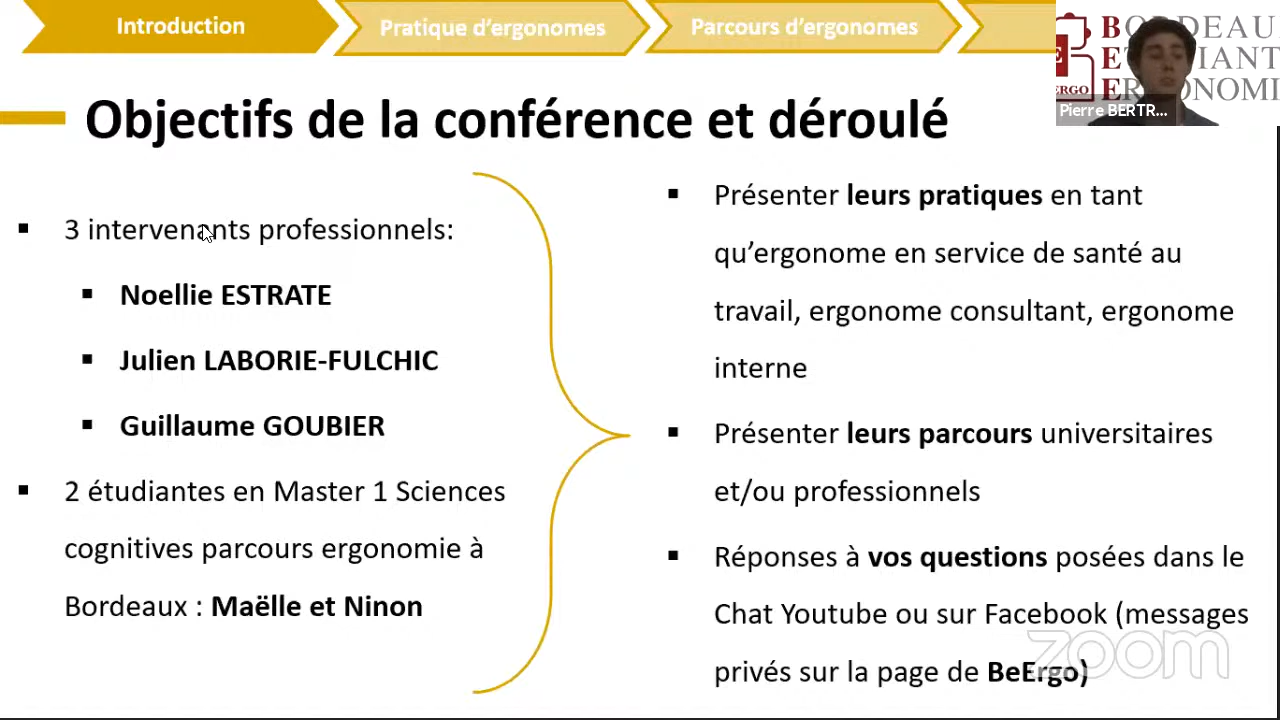 Introduction
Pratique d'ergonomes
Parcours d'ergonomes
Pierre BERTR...
Objectifs de la conférence et déroulé
3 intervenants professionnels:
Noellie ESTRATE
Julien LABORIE-FULCHIC
Guillaume GOUBIER
2 étudiantes en Master 1 Sciences
cognitives parcours ergonomie à
Bordeaux : Maëlle et Ninon
Présenter leurs pratiques en tant
qu'ergonome en service de santé au
travail, ergonome consultant, ergonome
interne
Présenter leurs parcours universitaires
et/ou professionnels
Réponses à vos questions posées dans le
Chat Youtube ou sur Facebook (messages
privés sur la page de BeErgo)
zoom